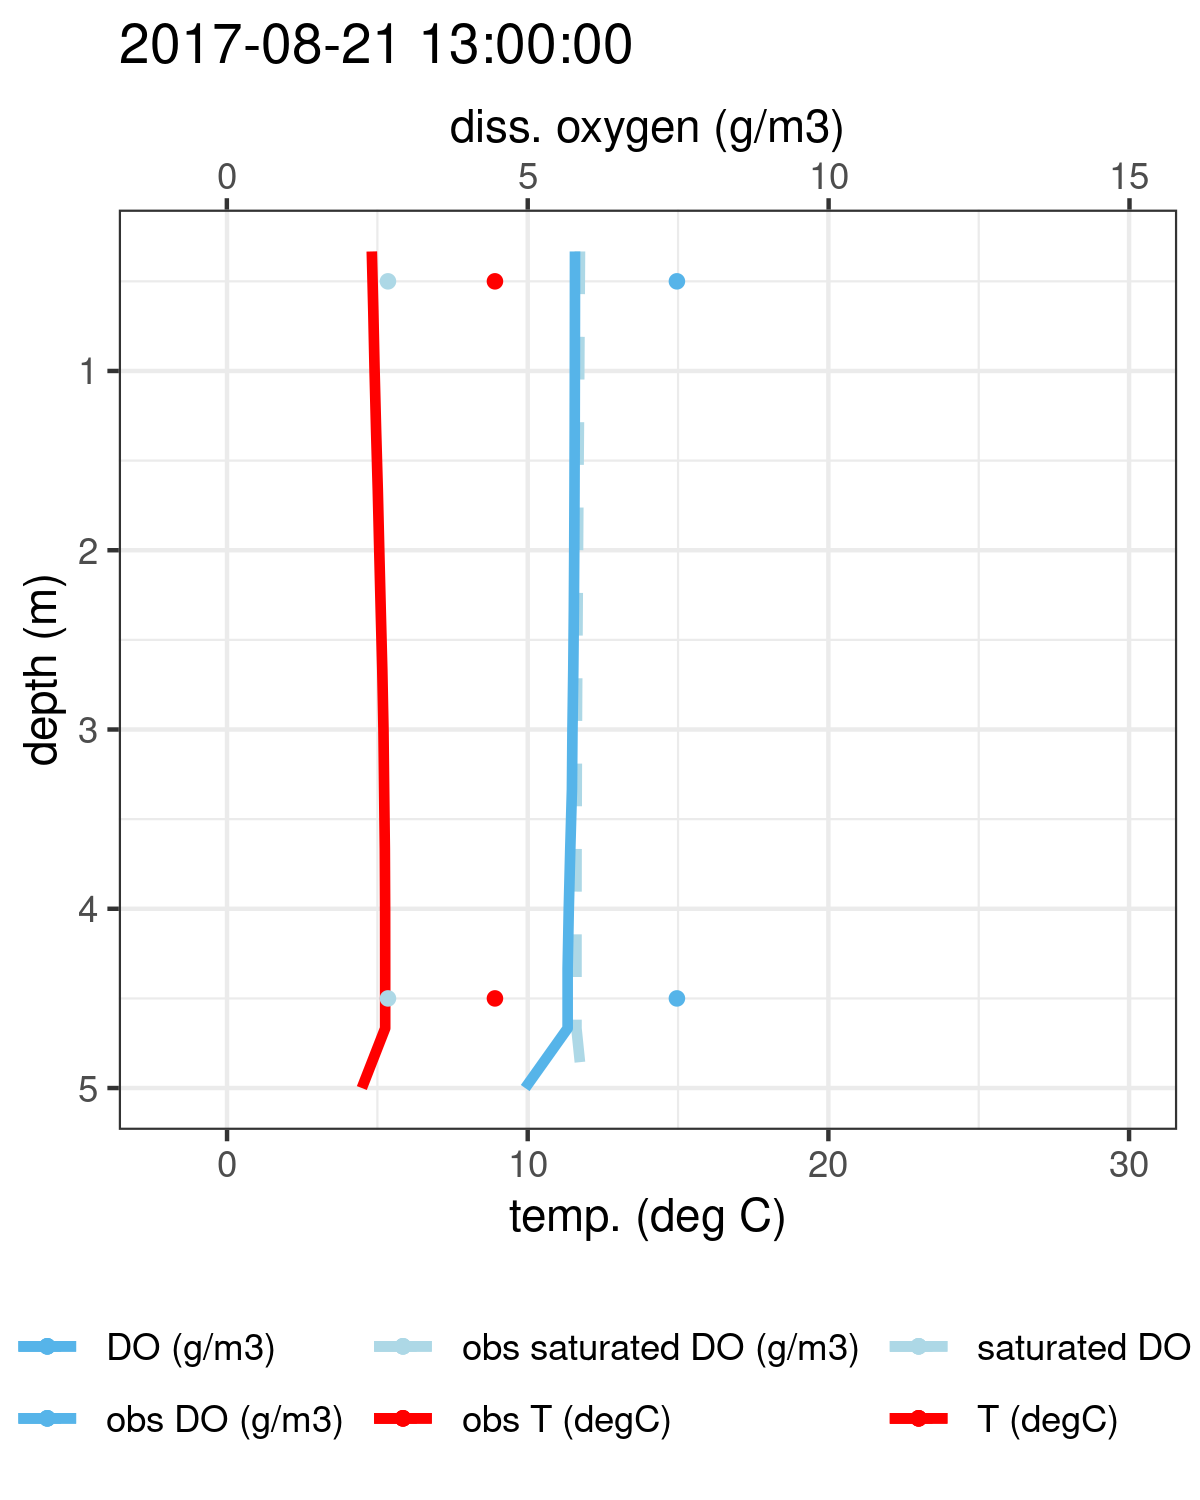 2017-08-21 13:00:00
diss. oxygen (g/m3)
0 5 10 15
depth (m)
1
2
3
4
5
0 10 20 30
temp. (deg C)
DO (g/m3) obs saturated DO (g/m3) saturated DO
obs DO (g/m3) obs T (degC) T (degC)